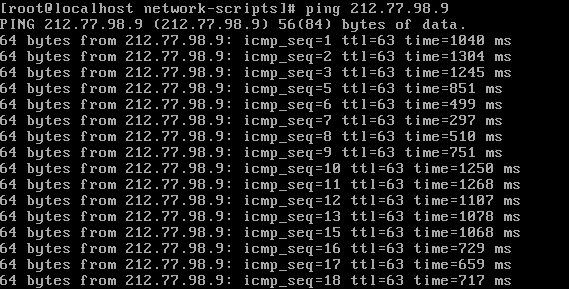 [root@localhost network-scripts]# ping 212.77.98.9
PING 212.77.98.9 (212.77.98.9) 56(84) bytes of data.
64 bytes from 212.77.98.9: icmp_seq=1 ttl=63 time=1040 ms
64 bytes from 212.77.98.9: icmp_seq=2 ttl=63 time=1304 ms
64 bytes from 212.77.98.9: icmp_seq=3 ttl=63 time=1245 ms
64 bytes from 212.77.98.9: icmp_seq=5 ttl=63 time=851 ms
64 bytes from 212.77.98.9: icmp_seq=6 ttl=63 time=499 ms
64 bytes from 212.77.98.9: icmp_seq=7 ttl=63 time=297 ms
64 bytes from 212.77.98.9: icmp_seq=8 ttl=63 time=510 ms
64 bytes from 212.77.98.9: icmp_seq=9 ttl=63 time=751 ms
64 bytes from 212.77.98.9: icmp_seq=10 ttl=63 time=1250 ms
64 bytes from 212.77.98.9: icmp_seq=11 ttl=63 time=1268 ms
64 bytes from 212.77.98.9: icmp_seq=12 ttl=63 time=1107 ms
64 bytes from 212.77.98.9: icmp_seq=13 ttl=63 time=1078 ms
64 bytes from 212.77.98.9: icmp_seq=15 ttl=63 time=1068 ms
64 bytes from 212.77.98.9: icmp_seq=16 ttl=63 time=729 ms
64 bytes from 212.77.98.9: icmp_seq=17 ttl=63 time=659 ms
64 bytes from 212.77.98.9: icmp_seq=18 ttl=63 time=717 ms